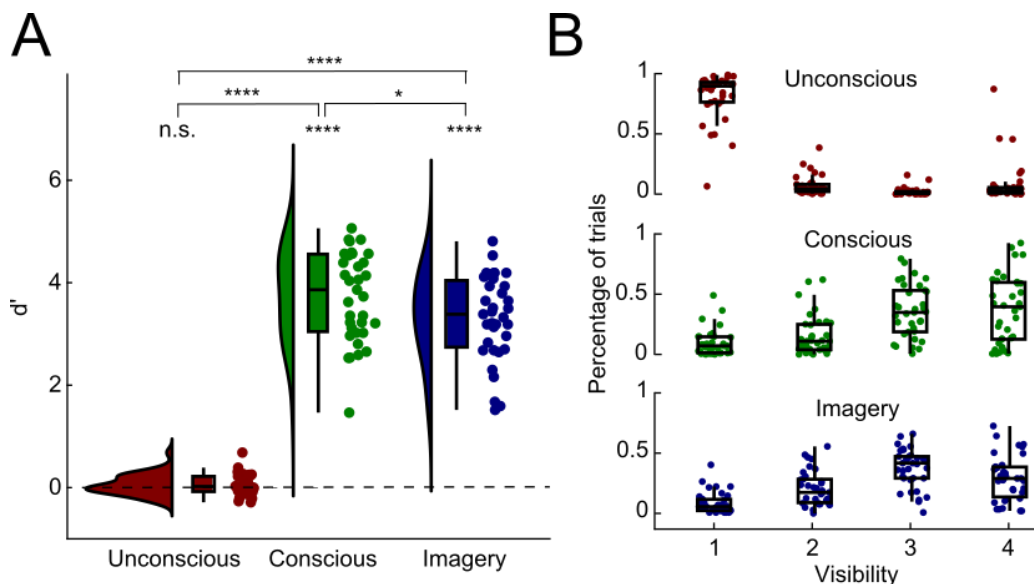 A
****
****
*
n.s.
****
****
6
4
2
0
d'
Unconscious
Conscious
Imagery
B
Percentage of trials
Unconscious
1
0.5
0
Conscious
1
0.5
0
Imagery
1
0.5
0
1
2
3
4
Visibility